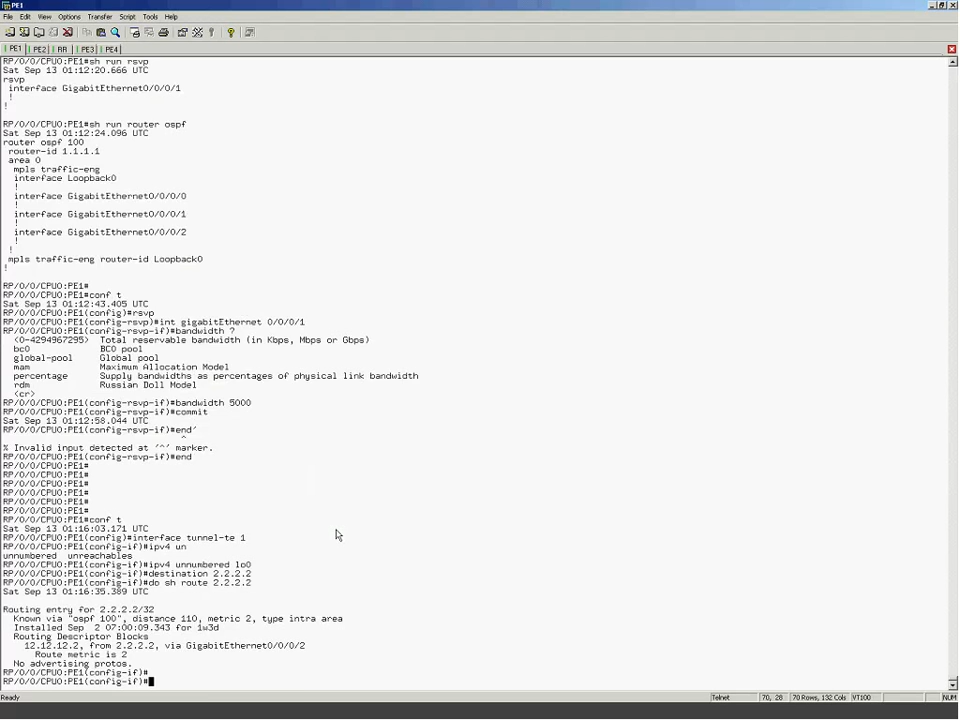 PE1
File Edit View Options Transfer Script Tools Help
PE1 PE2 RR PE3 PE4
RP/0/0/CPU0:PE1#sh run rsvp
Sat Sep 13 01:12:20.666 UTC
rsvp
interface GigabitEthernet0/0/0/1
!
!
RP/0/0/CPU0:PE1#sh run router ospf
Sat Sep 13 01:12:24.096 UTC
router ospf 100
router-id 1.1.1.1
area 0
mpls traffic-eng
interface Loopback0
!
interface GigabitEthernet0/0/0/0
!
interface GigabitEthernet0/0/0/1
!
interface GigabitEthernet0/0/0/2
!
!
mpls traffic-eng router-id Loopback0
!
RP/0/0/CPU0:PE1#
RP/0/0/CPU0:PE1#conf t
Sat Sep 13 01:12:43.405 UTC
RP/0/0/CPU0:PE1(config)#rsvp
RP/0/0/CPU0:PE1(config-rsvp)#int gigabitEthernet 0/0/0/1
RP/0/0/CPU0:PE1(config-rsvp-if)#bandwidth ?
<0-4294967295> Total reservable bandwidth (in Kbps, Mbps or Gbps)
bc0 BC0 pool
global-pool Global pool
mam Maximum Allocation Model
percentage Supply bandwidths as percentages of physical link bandwidth
rdm Russian Doll Model
<cr>
RP/0/0/CPU0:PE1(config-rsvp-if)#bandwidth 5000
RP/0/0/CPU0:PE1(config-rsvp-if)#commit
Sat Sep 13 01:12:58.044 UTC
RP/0/0/CPU0:PE1(config-rsvp-if)#end'
^
% Invalid input detected at '^' marker.
RP/0/0/CPU0:PE1(config-rsvp-if)#end
RP/0/0/CPU0:PE1#
RP/0/0/CPU0:PE1#
RP/0/0/CPU0:PE1#
RP/0/0/CPU0:PE1#
RP/0/0/CPU0:PE1#
RP/0/0/CPU0:PE1#
RP/0/0/CPU0:PE1#conf t
Sat Sep 13 01:16:03.171 UTC
RP/0/0/CPU0:PE1(config)#interface tunnel-te 1
RP/0/0/CPU0:PE1(config-if)#ipv4 un
unnumbered unreachables
RP/0/0/CPU0:PE1(config-if)#ipv4 unnumbered lo0
RP/0/0/CPU0:PE1(config-if)#destination 2.2.2.2
RP/0/0/CPU0:PE1(config-if)#do sh route 2.2.2.2
Sat Sep 13 01:16:35.389 UTC
Routing entry for 2.2.2.2/32
Known via "ospf 100", distance 110, metric 2, type intra area
Installed Sep 2 07:00:09.343 for 1w3d
Routing Descriptor Blocks
12.12.12.2, from 2.2.2.2, via GigabitEthernet0/0/0/2
Route metric is 2
No advertising protos.
RP/0/0/CPU0:PE1(config-if)#
RP/0/0/CPU0:PE1(config-if)#
Ready Telnet 70, 28 70 Rows, 132 Cols VT100 NUM